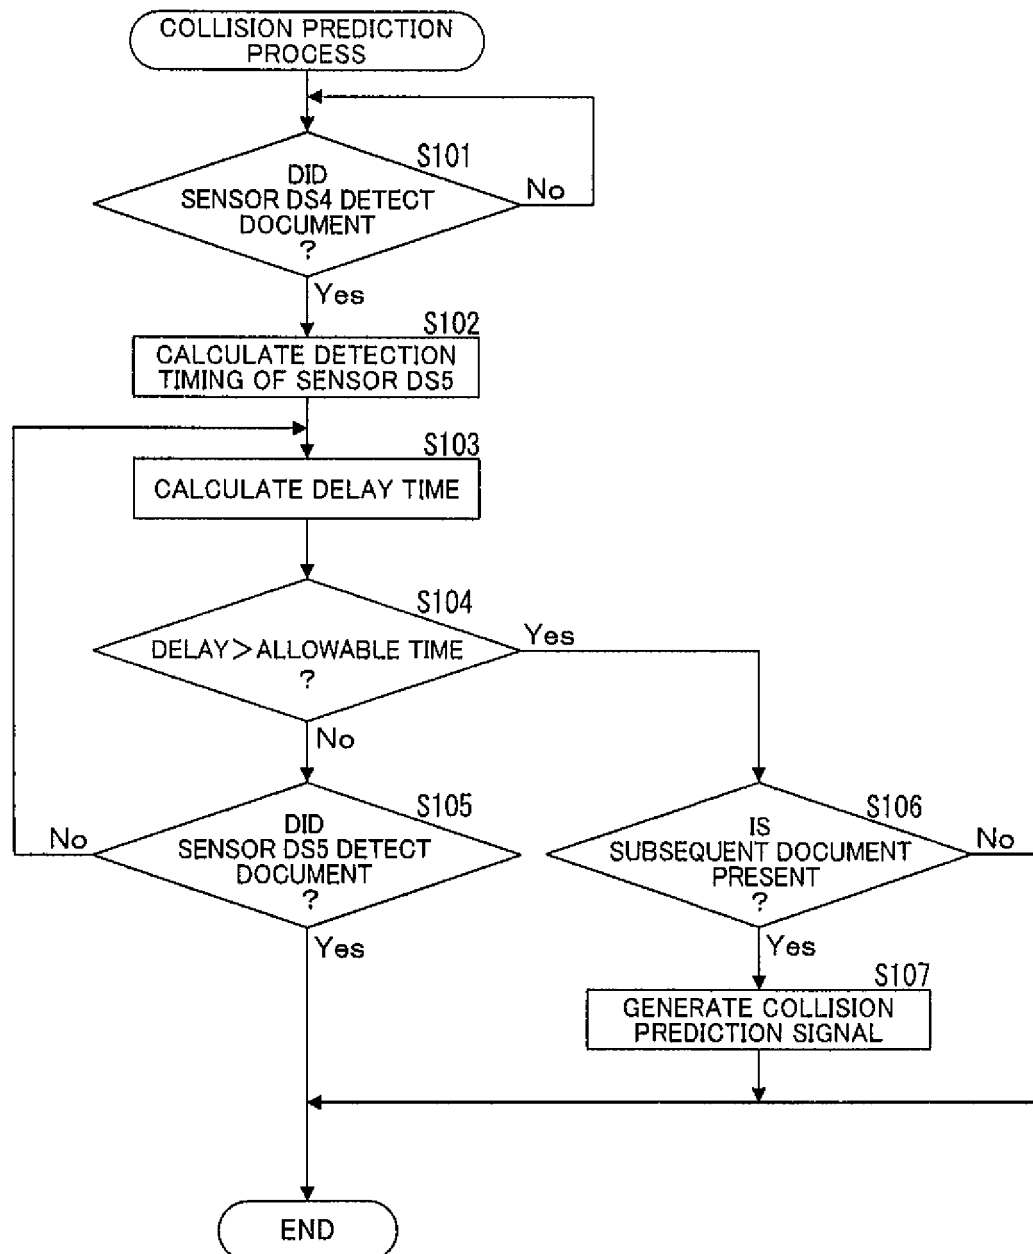 COLLISION PREDICTION
PROCESS
S101
DID
SENSOR DS4 DETECT
DOCUMENT
?
No
Yes
S102
CALCULATE DETECTION
TIMING OF SENSOR DS5
S103
CALCULATE DELAY TIME
S104
DELAY>ALLOWABLE TIME
?
Yes
No
S105
DID
SENSOR DS5 DETECT
DOCUMENT
?
No
Yes
S106
IS
SUBSEQUENT DOCUMENT
PRESENT
?
No
Yes
S107
GENERATE COLLISION
PREDICTION SIGNAL
END